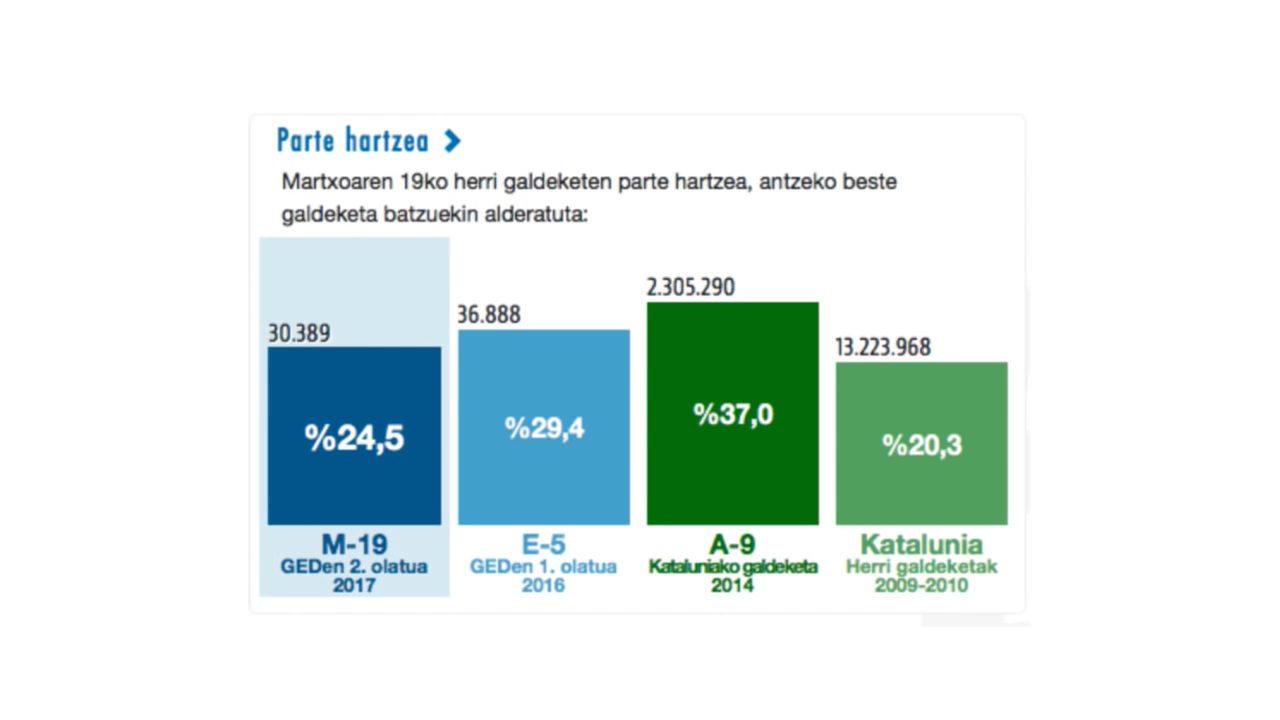 Parte hartzea
Martxoaren 19ko herri galdeketen parte hartzea, antzeko beste
galdeketa batzuekin alderatuta:
30.389
%24,5
M-19
GEDen 2. olatua
2017
36.888
%29,4
E-5
GEDen 1. olatua
2016
2.305.290
%37,0
A-9
Kataluniako galdeketa
2014
13.223.968
%20,3
Katalunia
Herri galdeketak
2009-2010